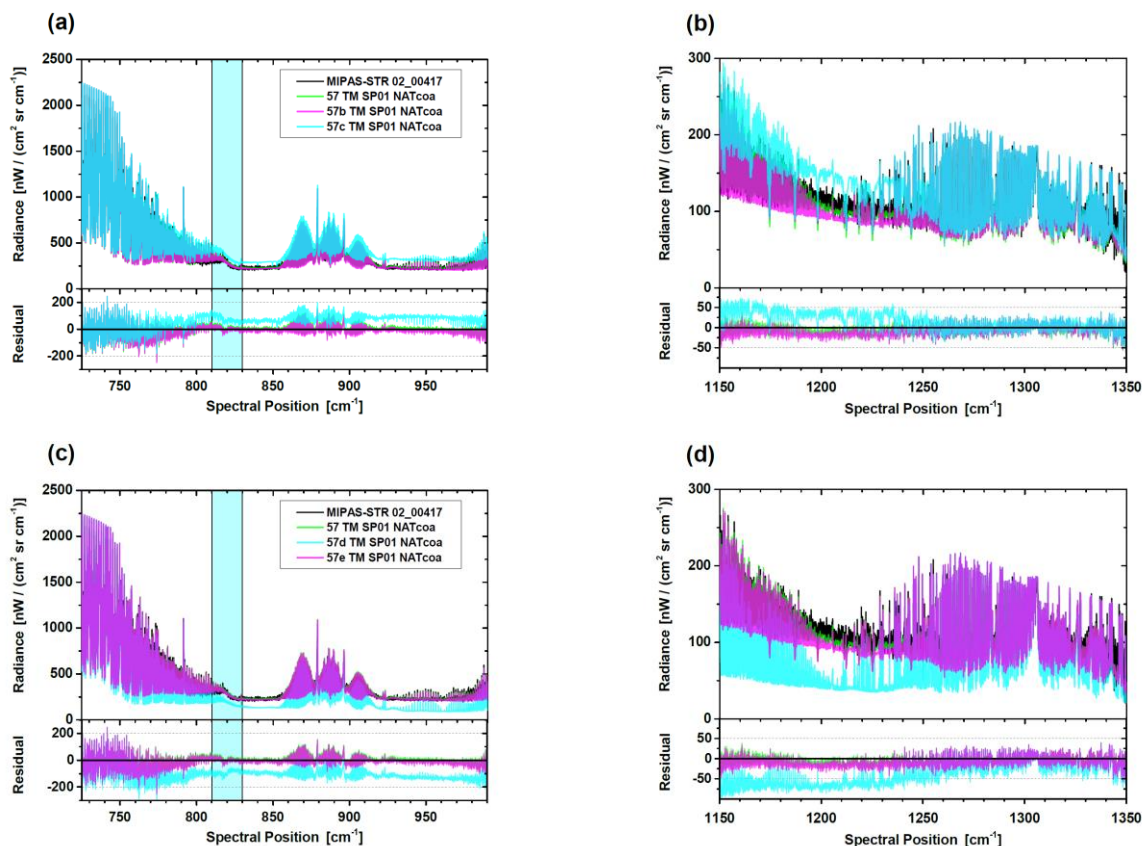 (a)
2500
2000
1500
1000
500
0
Radiance [nW / (cm² sr cm⁻¹)]
MIPAS-STR 02_00417
57 TM SP01 NATcoa
57b TM SP01 NATcoa
57c TM SP01 NATcoa
200
0
-200
Residual
750 800 850 900 950
Spectral Position [cm⁻¹]
(b)
300
200
100
0
Radiance [nW / (cm² sr cm⁻¹)]
50
0
-50
Residual
1150 1200 1250 1300 1350
Spectral Position [cm⁻¹]
(c)
2500
2000
1500
1000
500
0
Radiance [nW / (cm² sr cm⁻¹)]
MIPAS-STR 02_00417
57 TM SP01 NATcoa
57d TM SP01 NATcoa
57e TM SP01 NATcoa
200
0
-200
Residual
750 800 850 900 950
Spectral Position [cm⁻¹]
(d)
300
200
100
0
Radiance [nW / (cm² sr cm⁻¹)]
50
0
-50
Residual
1150 1200 1250 1300 1350
Spectral Position [cm⁻¹]